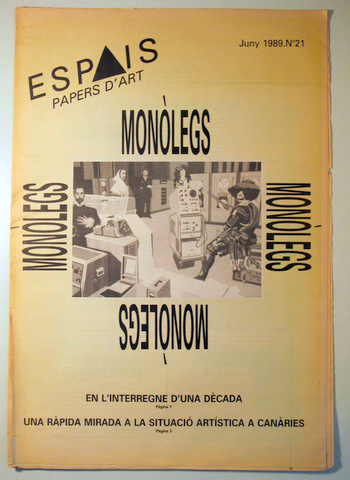 ESPAIS
PAPERS D'ART
Juny 1989.N°21
MONÒLEGS
MONÒLEGS
MONÒLEGS
MONÒLEGS
EN L'INTERREGNE D'UNA DÈCADA
Pàgina 7
UNA RÀPIDA MIRADA A LA SITUACIÓ ARTÍSTICA A CANÀRIES
Pàgina 3